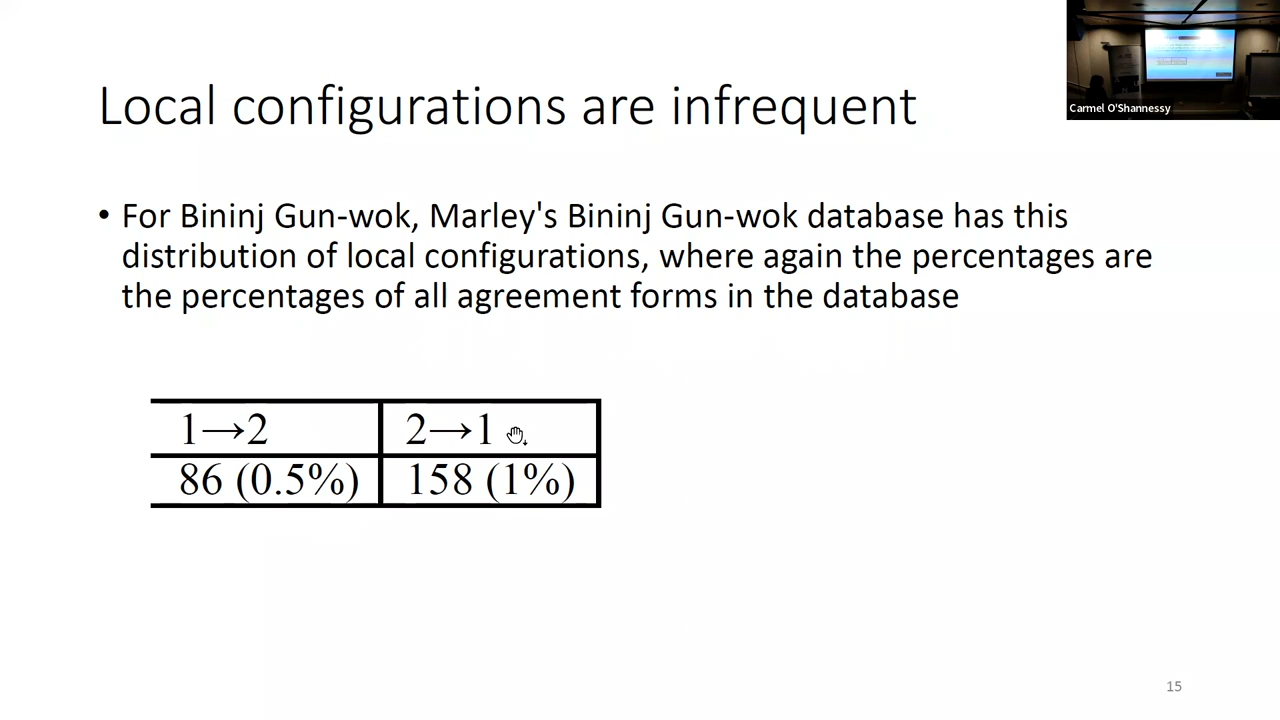 Local configurations are infrequent
Carmel O'Shannessy
• For Bininj Gun-wok, Marley's Bininj Gun-wok database has this
distribution of local configurations, where again the percentages are
the percentages of all agreement forms in the database
1→2 2→1
86 (0.5%) 158 (1%)
15